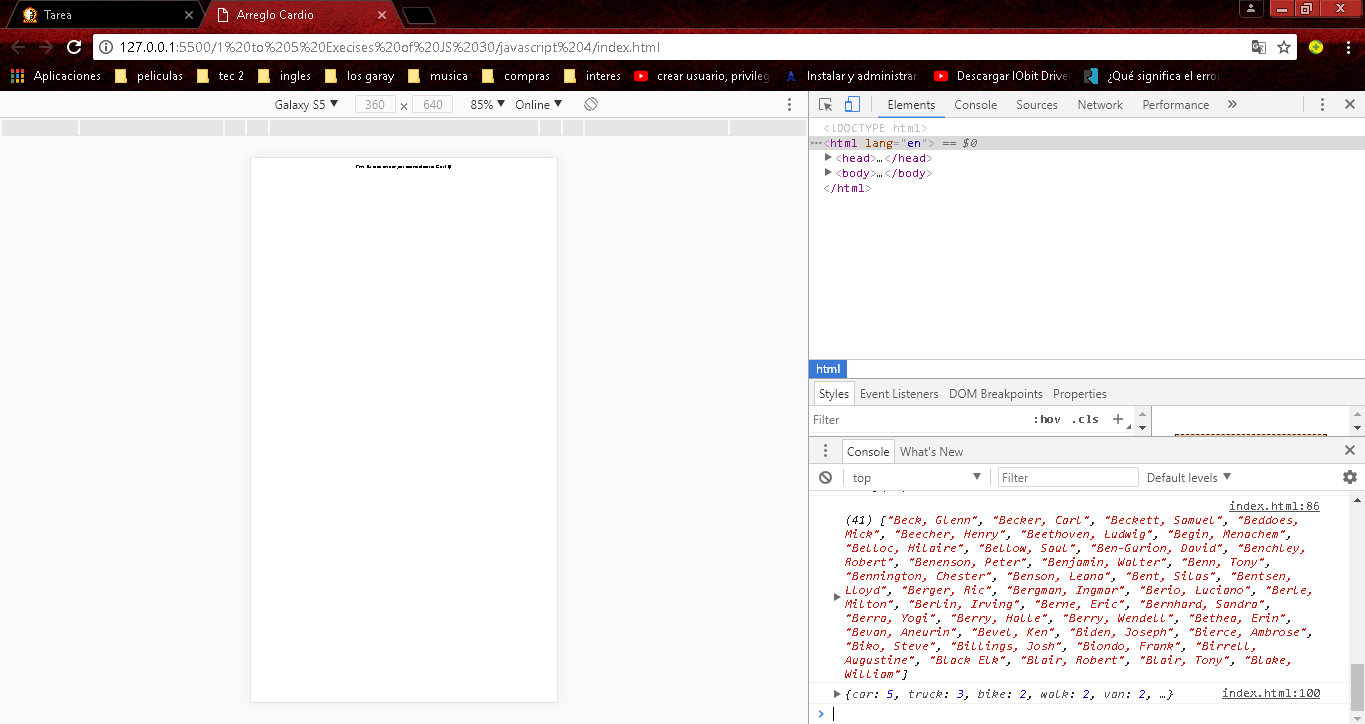 Tarea
Arreglo Cardio
127.0.0.1:5500/1%20to%205%20Execises%20of%20JS%2030/javascript%204/index.html
Aplicaciones peliculas tec 2 ingles los garay musica compras interes crear usuario, privileg Instalar y administrar Descargar IObit Drive ¿Qué significa el erro
Galaxy S5 360 × 640 85% Online
Elements Console Sources Network Performance »
<!DOCTYPE html>
…<html lang="en"> == $0
<head>…</head>
<body>…</body>
</html>
html
Styles Event Listeners DOM Breakpoints Properties
Filter :hov .cls +
Console What's New
top Filter Default levels
index.html:86
(41) ["Beck, Glenn", "Becker, Carl", "Beckett, Samuel", "Beddoes,
Mick", "Beecher, Henry", "Beethoven, Ludwig", "Begin, Menachem",
"Belloc, Hilaire", "Bellow, Saul", "Ben-Gurion, David", "Benchley,
Robert", "Benenson, Peter", "Benjamin, Walter", "Benn, Tony",
"Bennington, Chester", "Benson, Leana", "Bent, Silas", "Bentsen,
Lloyd", "Berger, Ric", "Bergman, Ingmar", "Berio, Luciano", "Berle,
Milton", "Berlin, Irving", "Berne, Eric", "Bernhard, Sandra",
"Berra, Yogi", "Berry, Halle", "Berry, Wendell", "Bethea, Erin",
"Bevan, Aneurin", "Bevel, Ken", "Biden, Joseph", "Bierce, Ambrose",
"Biko, Steve", "Billings, Josh", "Biondo, Frank", "Birrell,
Augustine", "Black Elk", "Blair, Robert", "Blair, Tony", "Blake,
William"]
{car: 5, truck: 3, bike: 2, walk: 2, van: 2, …} index.html:100